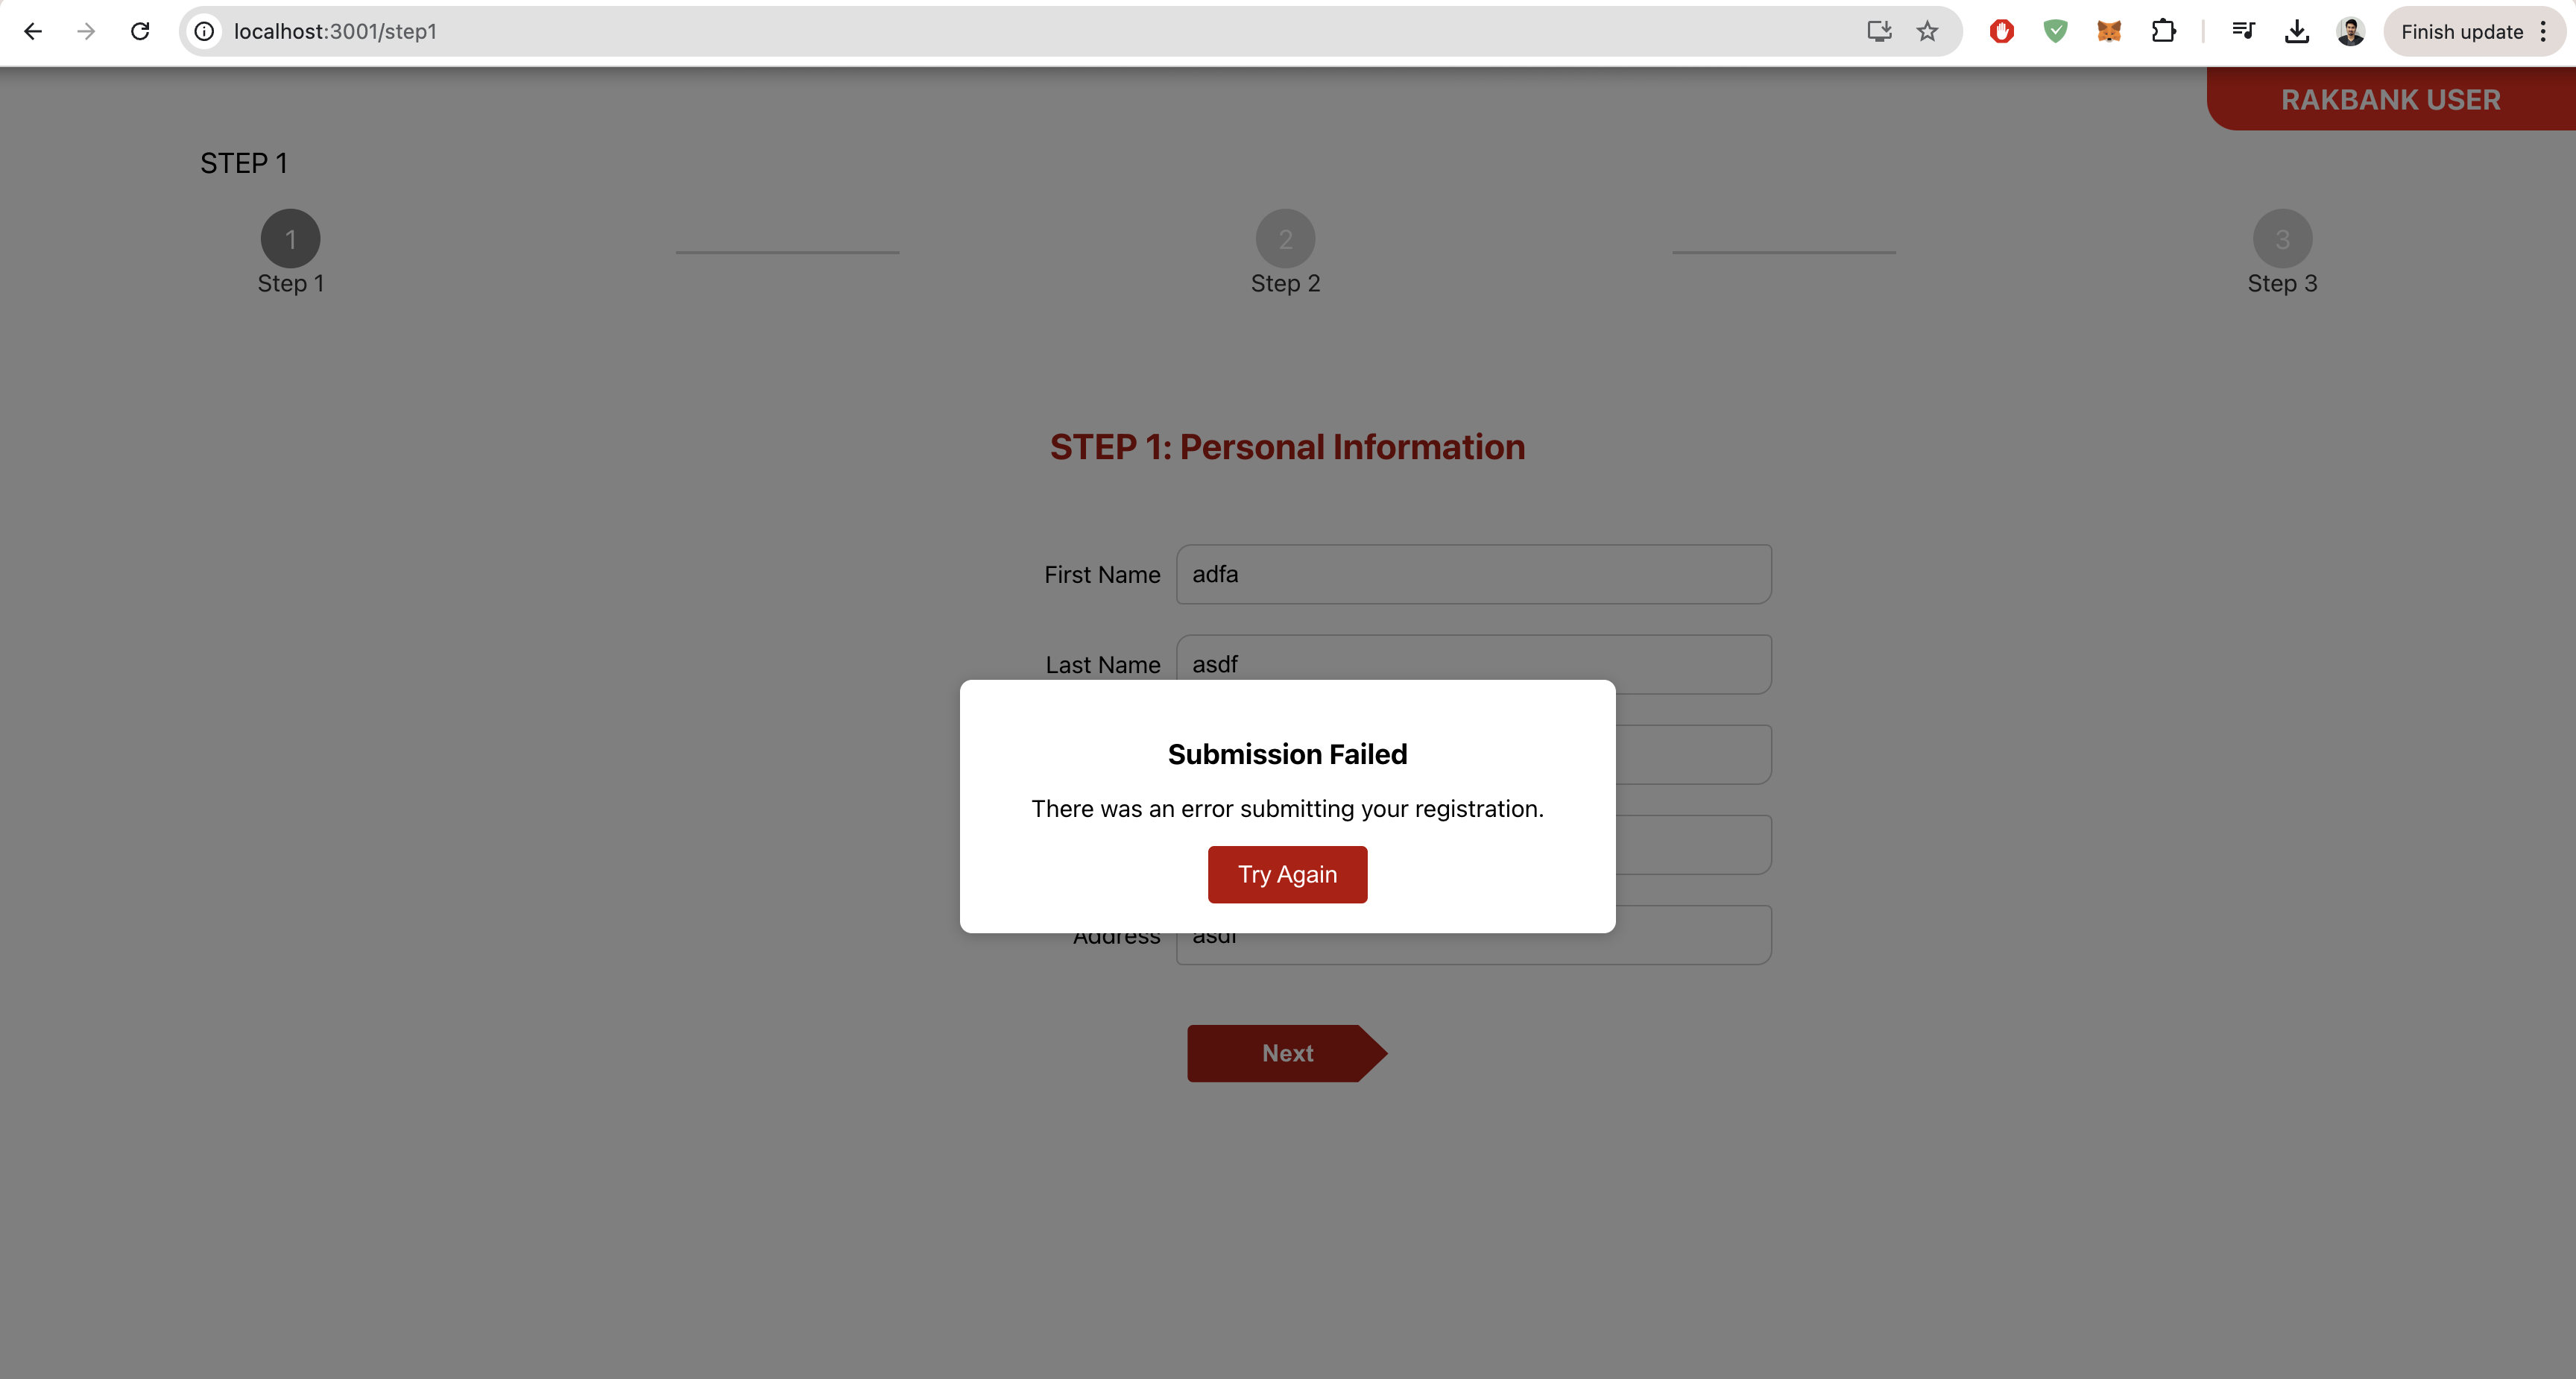 localhost:3001/step1
Finish update
RAKBANK USER
STEP 1
1
2
3
Step 1
Step 2
Step 3
STEP 1: Personal Information
First Name
adfa
Last Name
asdf
Submission Failed
There was an error submitting your registration.
Try Again
Address
asdf
Next